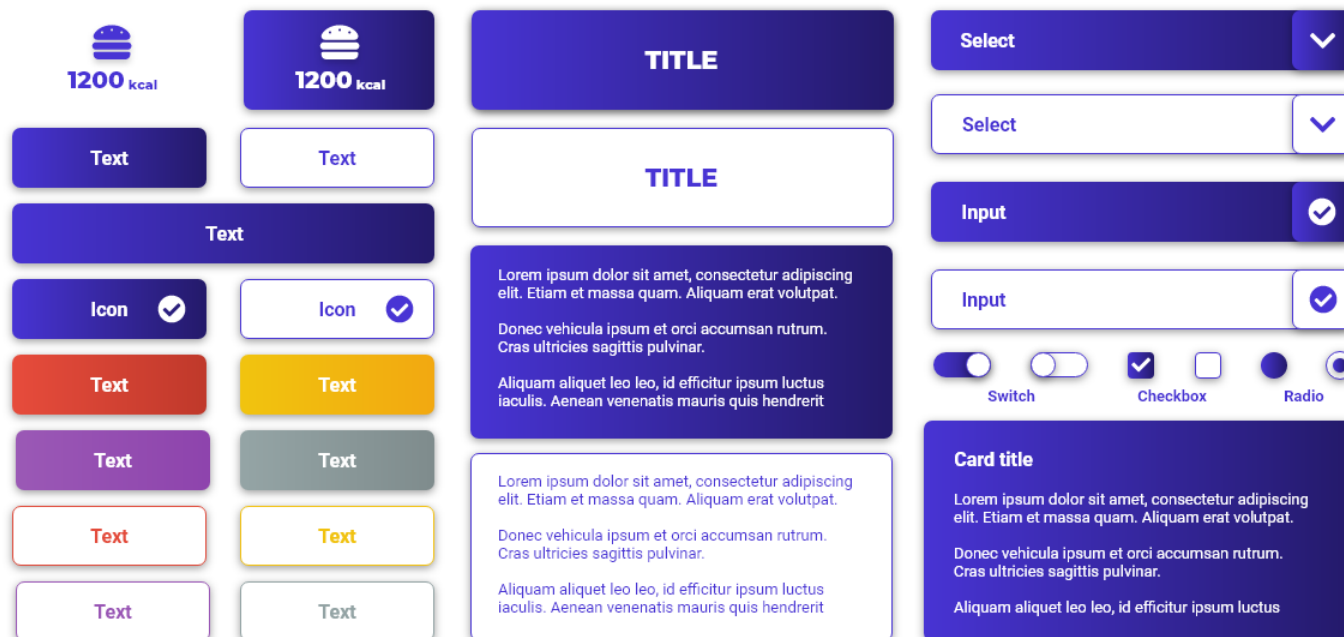 1200 kcal
1200 kcal
Text
Text
Text
Icon
Icon
Text
Text
Text
Text
Text
Text
Text
Text
TITLE
TITLE
Lorem ipsum dolor sit amet, consectetur adipiscing
elit. Etiam et massa quam. Aliquam erat volutpat.
Donec vehicula ipsum et orci accumsan rutrum.
Cras ultricies sagittis pulvinar.
Aliquam aliquet leo leo, id efficitur ipsum luctus
iaculis. Aenean venenatis mauris quis hendrerit
Lorem ipsum dolor sit amet, consectetur adipiscing
elit. Etiam et massa quam. Aliquam erat volutpat.
Donec vehicula ipsum et orci accumsan rutrum.
Cras ultricies sagittis pulvinar.
Aliquam aliquet leo leo, id efficitur ipsum luctus
iaculis. Aenean venenatis mauris quis hendrerit
Select
Select
Input
Input
Switch
Checkbox
Radio
Card title
Lorem ipsum dolor sit amet, consectetur adipiscing
elit. Etiam et massa quam. Aliquam erat volutpat.
Donec vehicula ipsum et orci accumsan rutrum.
Cras ultricies sagittis pulvinar.
Aliquam aliquet leo leo, id efficitur ipsum luctus